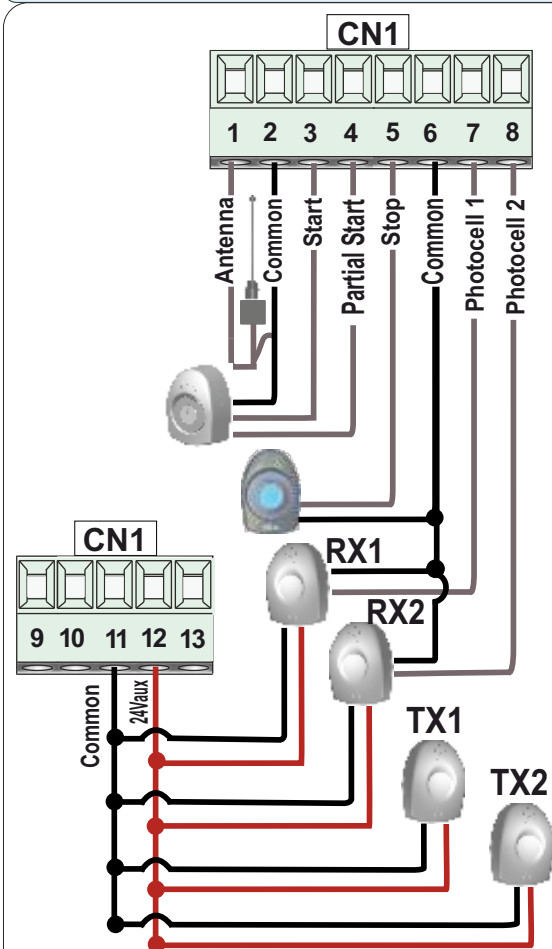 CN1
1 2 3 4 5 6 7 8
Antenna
Common
Start
Partial Start
Stop
Common
Photocell 1
Photocell 2
RX1
CN1
RX2
9 10 11 12 13
Common
24Vaux
TX1
TX2